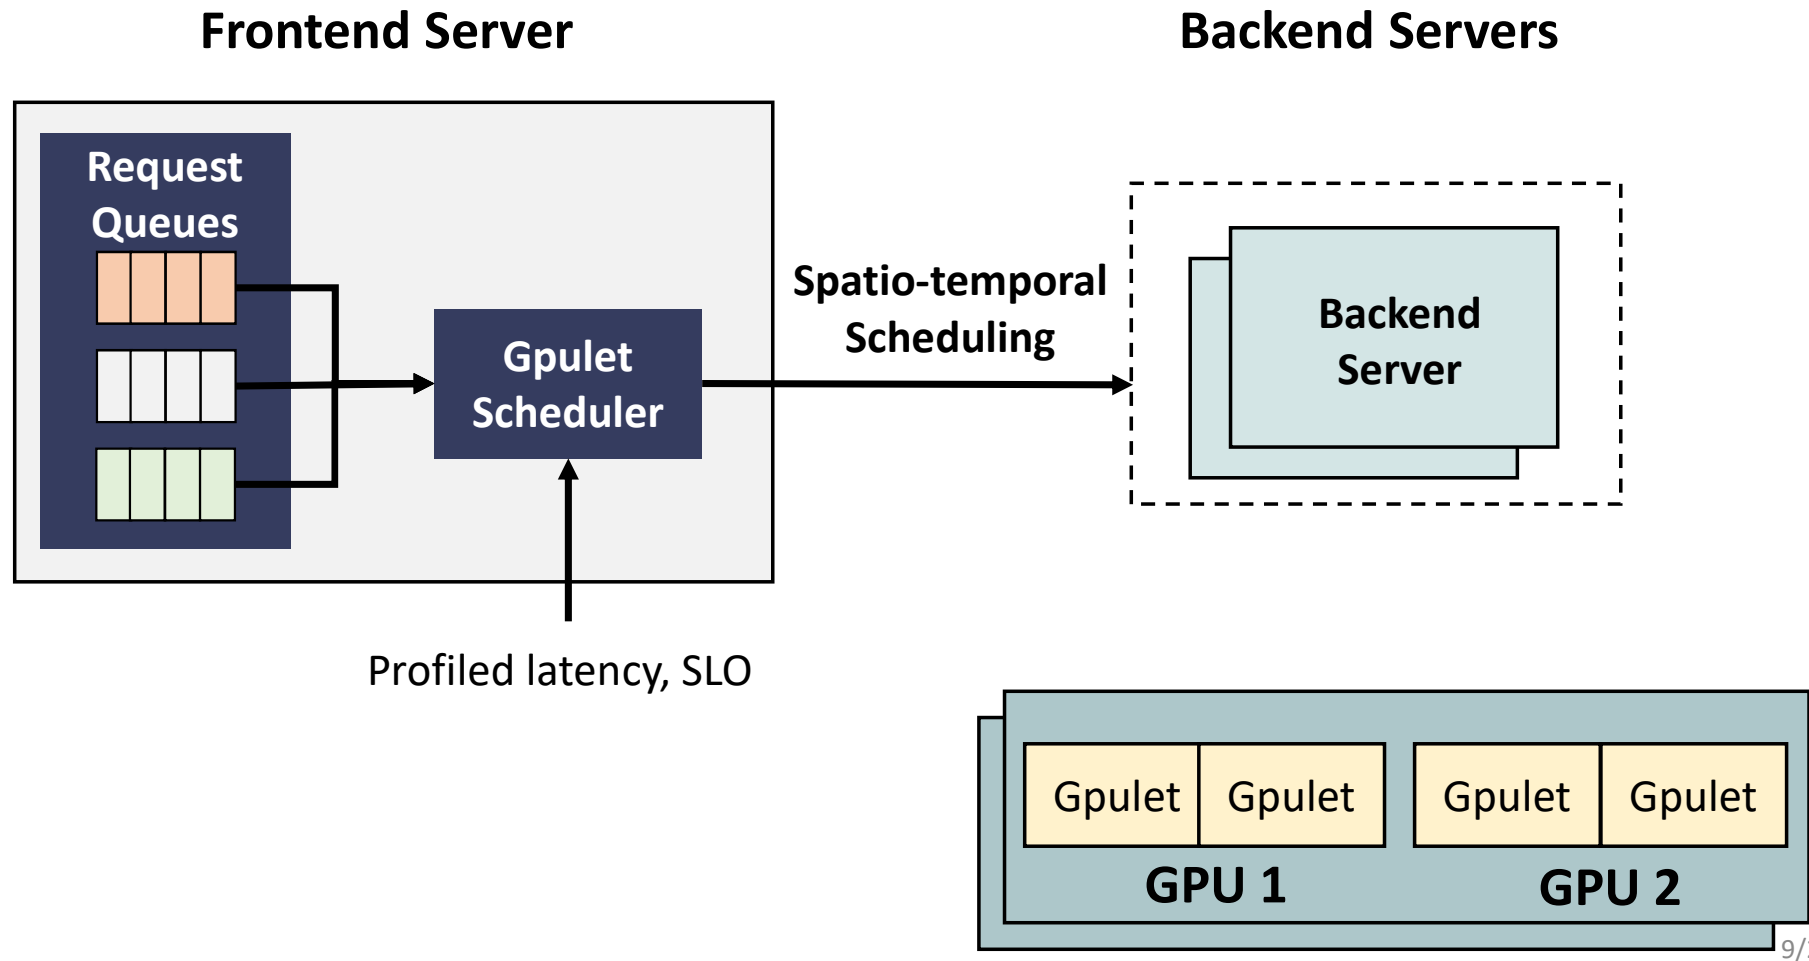 Frontend Server
Backend Servers
Request
Queues
Gpulet
Scheduler
Spatio-temporal
Scheduling
Backend
Server
Profiled latency, SLO
Gpulet Gpulet Gpulet Gpulet
GPU 1 GPU 2
9/